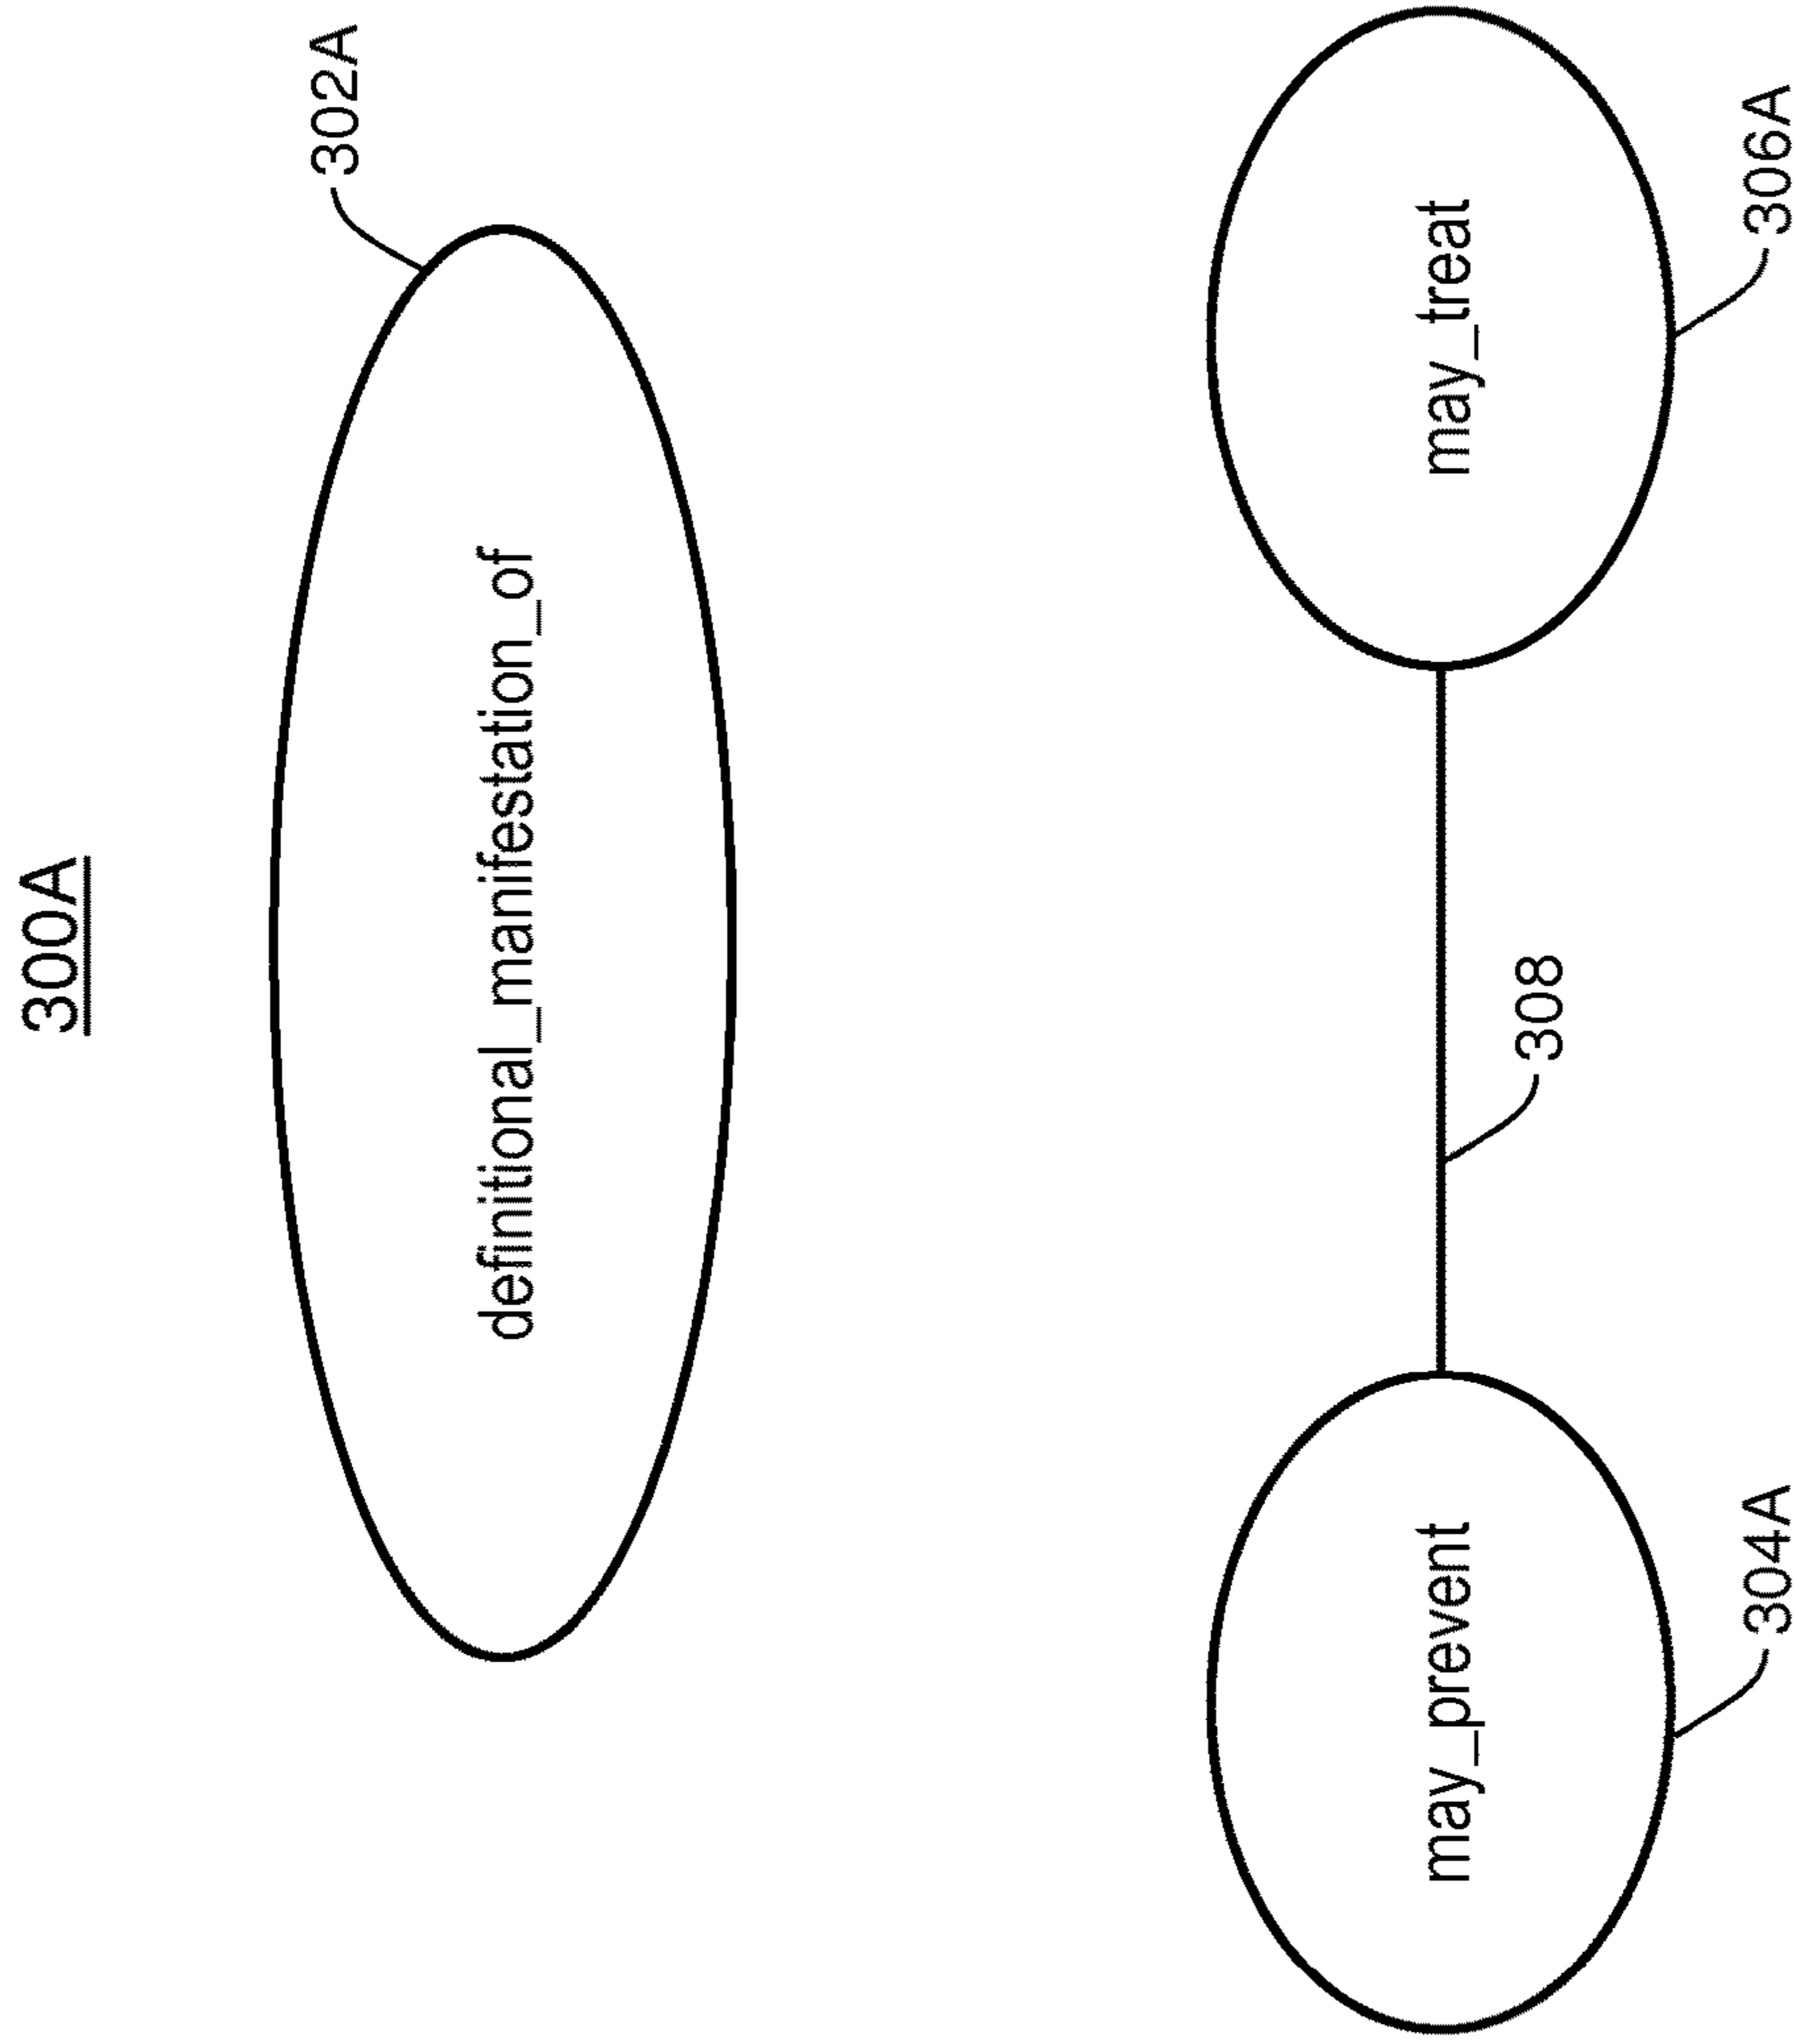 300A
302A
definitional_manifestation_of
may_prevent
may_treat
308
304A
306A